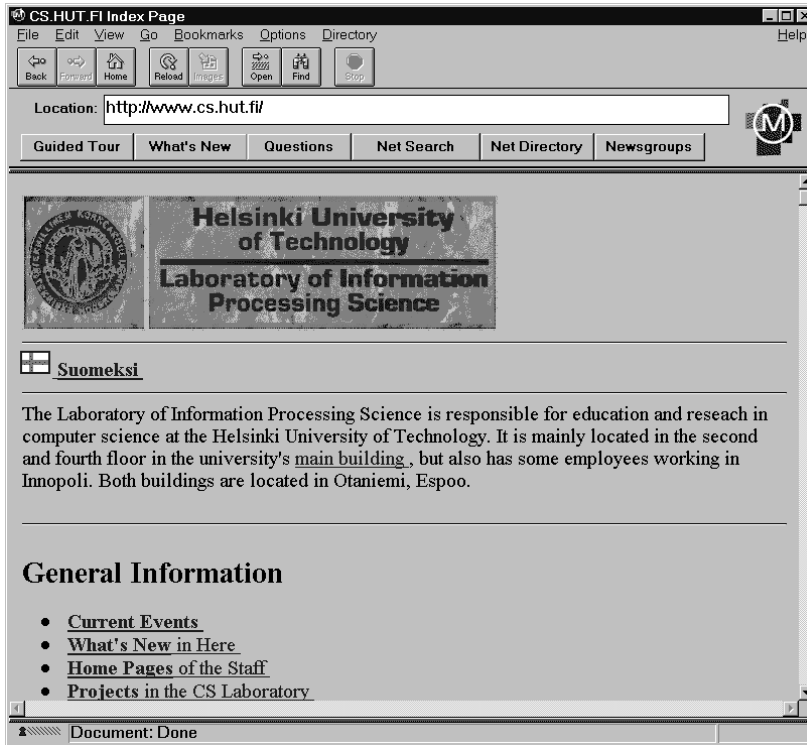 CS.HUT.FI Index Page
File Edit View Go Bookmarks Options Directory Help
Back Forward Home Reload Images Open Find Stop
Location: http://www.cs.hut.fi/
M
Guided Tour What's New Questions Net Search Net Directory Newsgroups
Helsinki University
of Technology
Laboratory of Information
Processing Science
Suomeksi
The Laboratory of Information Processing Science is responsible for education and reseach in
computer science at the Helsinki University of Technology. It is mainly located in the second
and fourth floor in the university's main building , but also has some employees working in
Innopoli. Both buildings are located in Otaniemi, Espoo.
General Information
• Current Events
• What's New in Here
• Home Pages of the Staff
• Projects in the CS Laboratory
Document: Done